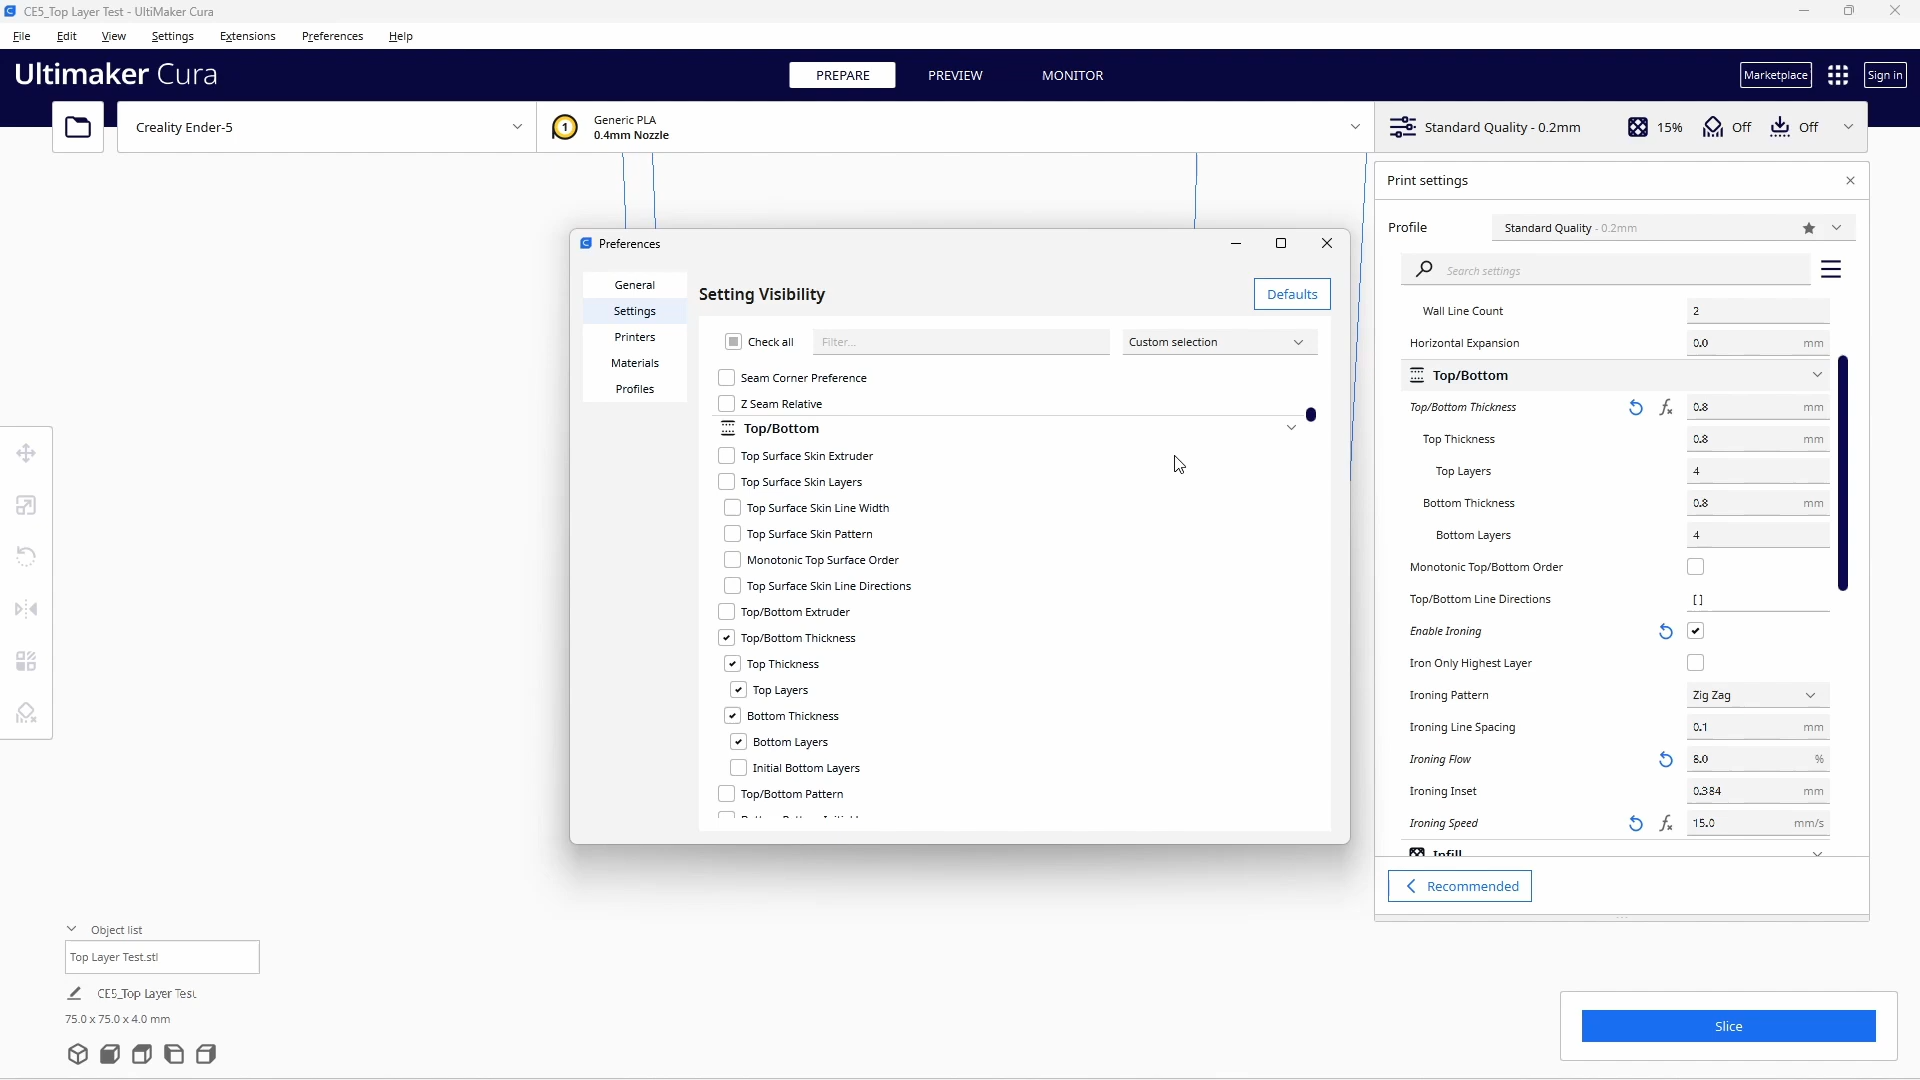 CE5_Top Layer Test - UltiMaker Cura
File Edit View Settings Extensions Preferences Help
Ultimaker Cura
PREPARE PREVIEW MONITOR
Marketplace Sign in
Creality Ender-5
1
Generic PLA
0.4mm Nozzle
Standard Quality - 0.2mm 15% Off Off
Print settings
Profile Standard Quality - 0.2mm
Search settings
Wall Line Count 2
Horizontal Expansion 0.0 mm
Top/Bottom
Top/Bottom Thickness 0.8 mm
Top Thickness 0.8 mm
Top Layers 4
Bottom Thickness 0.8 mm
Bottom Layers 4
Monotonic Top/Bottom Order
Top/Bottom Line Directions []
Enable Ironing
Iron Only Highest Layer
Ironing Pattern Zig Zag
Ironing Line Spacing 0.1 mm
Ironing Flow 8.0 %
Ironing Inset 0.384 mm
Ironing Speed 15.0 mm/s
Infill
Recommended
Preferences
General
Settings
Printers
Materials
Profiles
Setting Visibility Defaults
Check all Filter... Custom selection
Seam Corner Preference
Z Seam Relative
Top/Bottom
Top Surface Skin Extruder
Top Surface Skin Layers
Top Surface Skin Line Width
Top Surface Skin Pattern
Monotonic Top Surface Order
Top Surface Skin Line Directions
Top/Bottom Extruder
Top/Bottom Thickness
Top Thickness
Top Layers
Bottom Thickness
Bottom Layers
Initial Bottom Layers
Top/Bottom Pattern
Object list
Top Layer Test.stl
CE5_Top Layer Test
75.0 x 75.0 x 4.0 mm
Slice